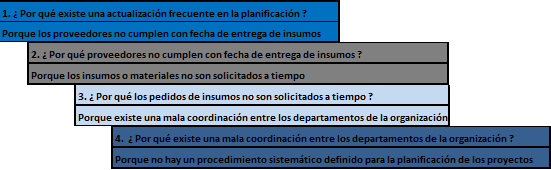 1. ¿ Por qué existe una actualización frecuente en la planificación ?
Porque los proveedores no cumplen con fecha de entrega de insumos
2. ¿ Por qué proveedores no cumplen con fecha de entrega de insumos ?
Porque los insumos o materiales no son solicitados a tiempo
3. ¿ Por qué los pedidos de insumos no son solicitados a tiempo ?
Porque existe una mala coordinación entre los departamentos de la organización
4. ¿ Por qué existe una mala coordinación entre los departamentos de la organización ?
Porque no hay un procedimiento sistemático definido para la planificación de los proyectos